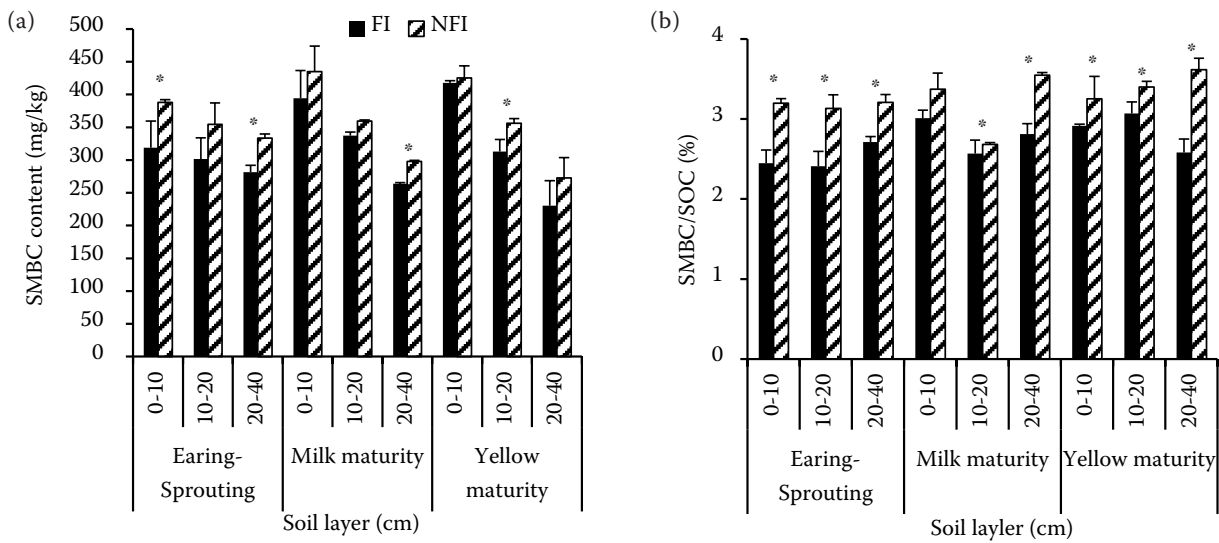 (a)
FI NFI
SMBC content (mg/kg)
500
450
400
350
300
250
200
150
100
50
0
*
*
*
*
0-10
10-20
20-40
0-10
10-20
20-40
0-10
10-20
20-40
Earing-
Sprouting
Milk maturity
Yellow
maturity
Soil layer (cm)
(b)
SMBC/SOC (%)
4
3
2
1
0
*
*
*
*
*
*
*
*
0-10
10-20
20-40
0-10
10-20
20-40
0-10
10-20
20-40
Earing-
Sprouting
Milk maturity
Yellow maturity
Soil layler (cm)